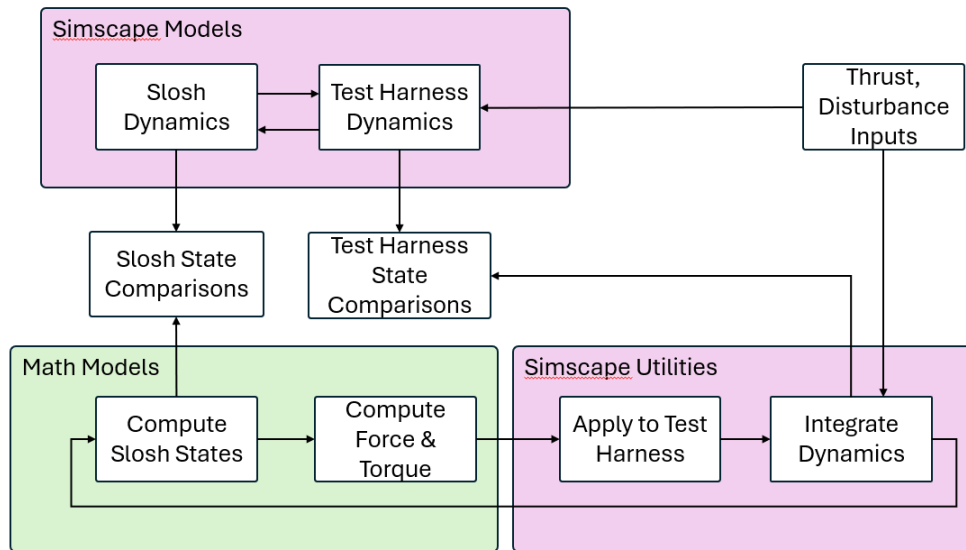 Simscape Models
Slosh
Dynamics
Test Harness
Dynamics
Thrust,
Disturbance
Inputs
Slosh State
Comparisons
Test Harness
State
Comparisons
Math Models
Compute
Slosh States
Compute
Force &
Torque
Simscape Utilities
Apply to Test
Harness
Integrate
Dynamics